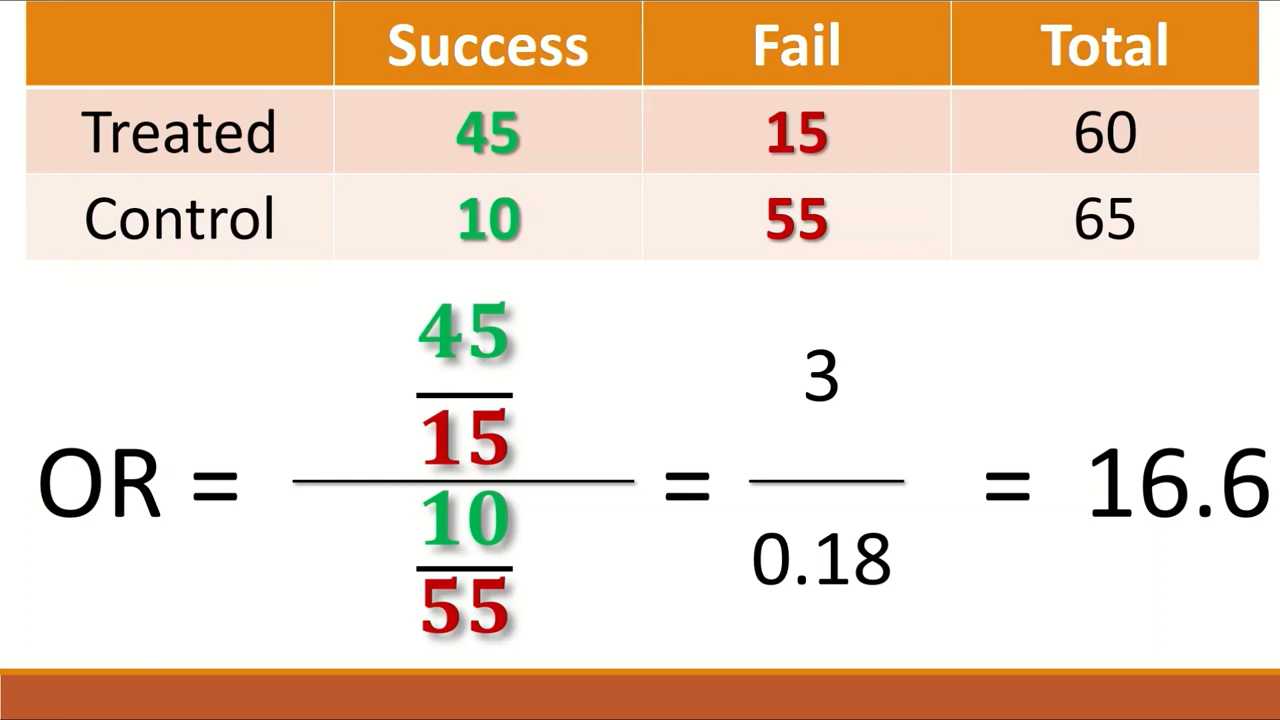 Success Fail Total
Treated 45 15 60
Control 10 55 65
45
15
10
55
OR =
=
3
0.18
= 16.6